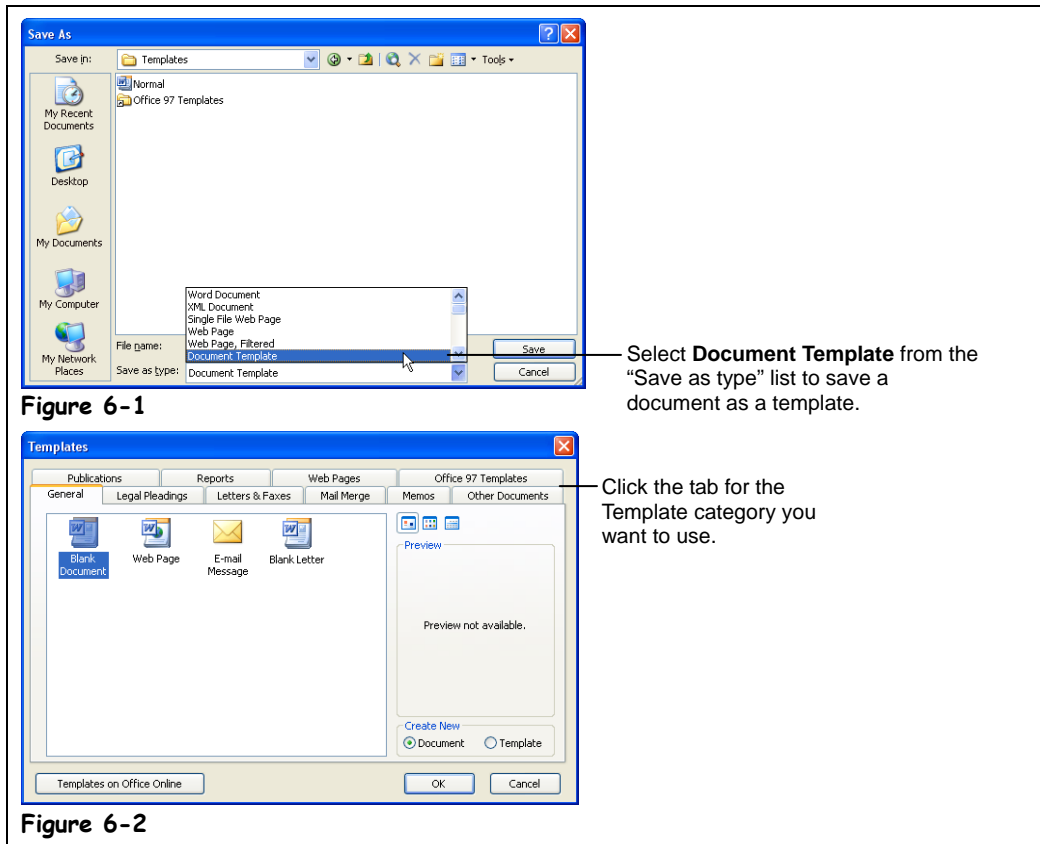 Save As
Save in:
Templates
Tools
My Recent
Documents
Desktop
My Documents
My Computer
My Network
Places
Normal
Office 97 Templates
Word Document
XML Document
Single File Web Page
Web Page
Web Page, Filtered
Document Template
File name:
Save as type:
Document Template
Save
Cancel
Select Document Template from the
“Save as type” list to save a
document as a template.
Figure 6-1
Templates
Publications
Reports
Web Pages
Office 97 Templates
General
Legal Pleadings
Letters & Faxes
Mail Merge
Memos
Other Documents
Blank
Document
Web Page
E-mail
Message
Blank Letter
Preview
Preview not available.
Create New
Document
Template
Templates on Office Online
OK
Cancel
Click the tab for the
Template category you
want to use.
Figure 6-2